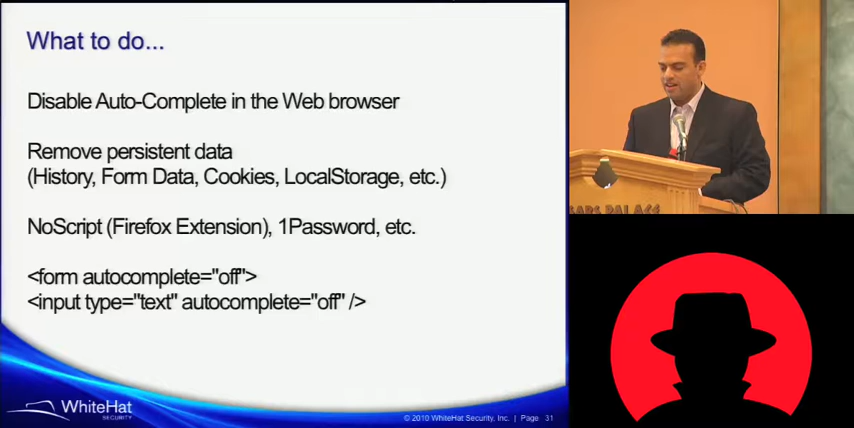 What to do...
Disable Auto-Complete in the Web browser
Remove persistent data
(History, Form Data, Cookies, LocalStorage, etc.)
NoScript (Firefox Extension), 1Password, etc.
<form autocomplete="off">
<input type="text" autocomplete="off" />
WhiteHat
SECURITY
© 2010 WhiteHat Security, Inc. | Page 31
PALACE